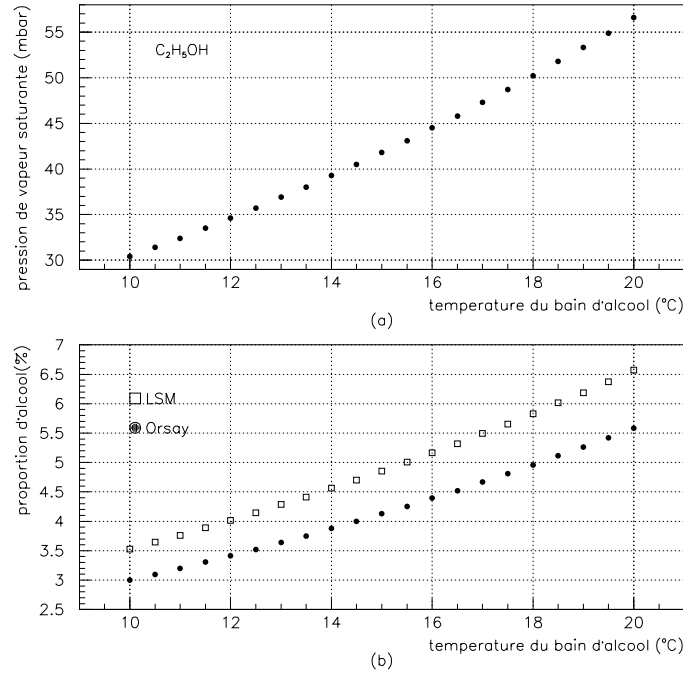 pression de vapeur saturante (mbar)
C₂H₅OH
55
50
45
40
35
30
10 12 14 16 18 20
temperature du bain d'alcool (°C)
(a)
proportion d'alcool(%)
7
6.5
6
5.5
5
4.5
4
3.5
3
2.5
LSM
Orsay
10 12 14 16 18 20
temperature du bain d'alcool (°C)
(b)